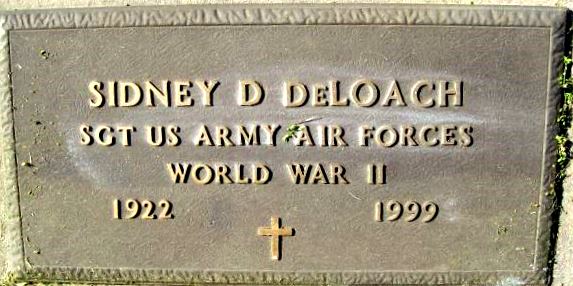 SIDNEY D DeLOACH
SGT US ARMY AIR FORCES
WORLD WAR II
1922 1999